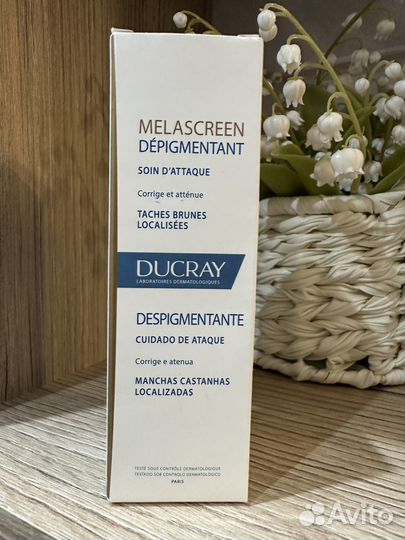 MELASCREEN
DÉPIGMENTANT
SOIN D'ATTAQUE
Corrige et atténue
TACHES BRUNES
LOCALISÉES
DUCRAY
LABORATOIRES DERMATOLOGIQUES
DESPIGMENTANTE
CUIDADO DE ATAQUE
Corrige e atenua
MANCHAS CASTANHAS
LOCALIZADAS
TESTÉ SOUS CONTRÔLE DERMATOLOGIQUE
TESTADO SOB CONTROLO DERMATOLÓGICO
PARIS
Avito